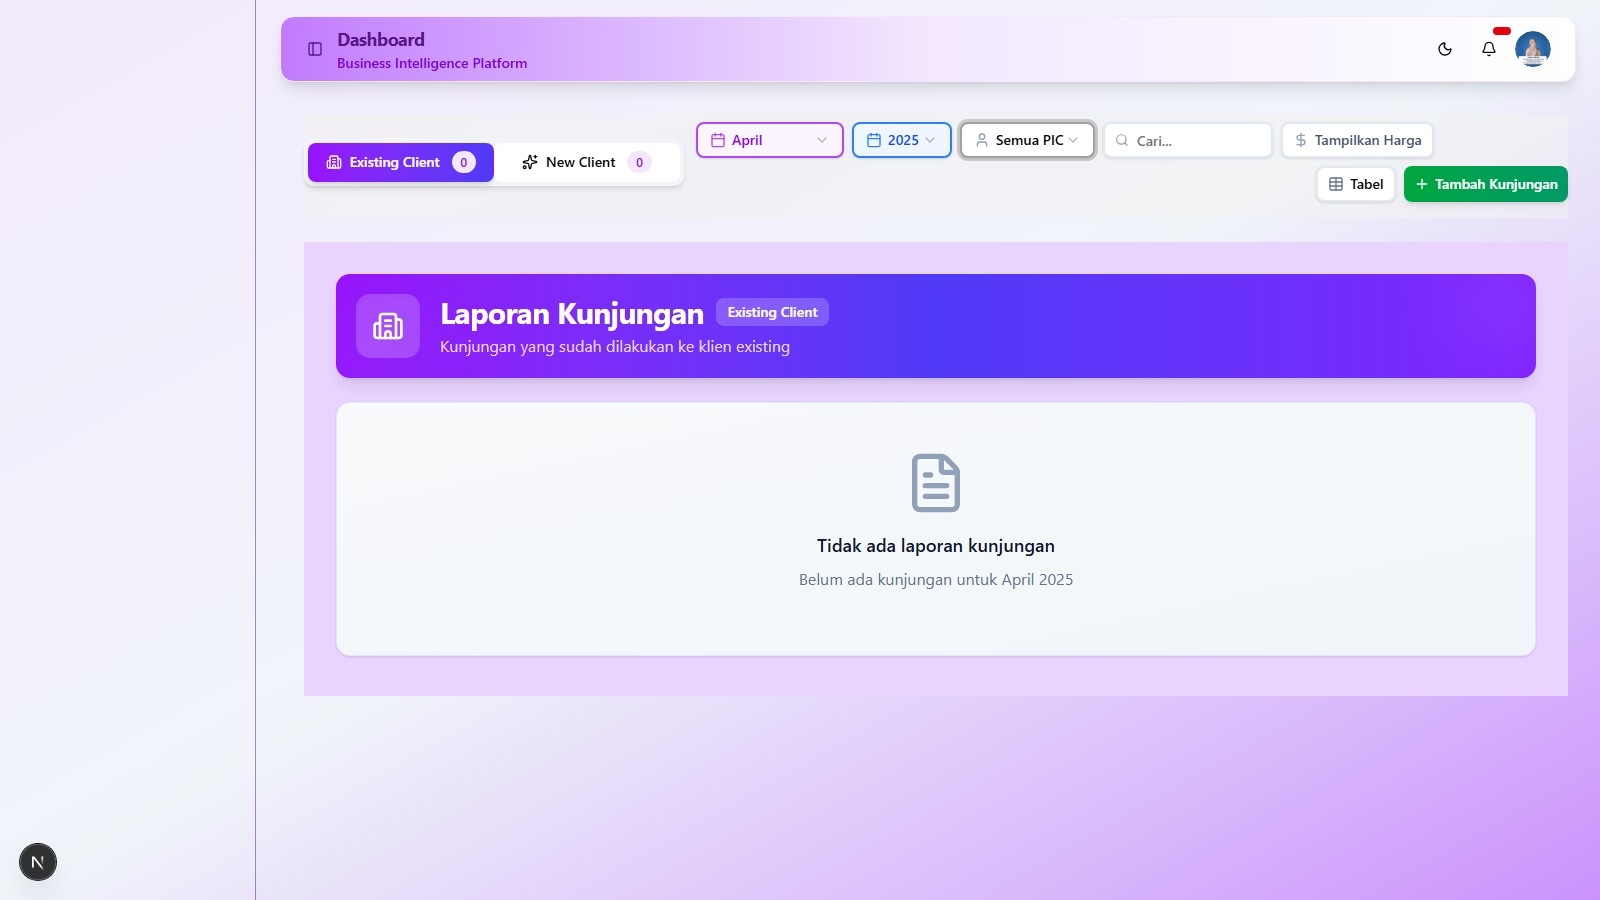 Dashboard
Business Intelligence Platform
Existing Client 0
New Client 0
April
2025
Semua PIC
Cari...
Tampilkan Harga
Tabel
Tambah Kunjungan
Laporan Kunjungan
Existing Client
Kunjungan yang sudah dilakukan ke klien existing
Tidak ada laporan kunjungan
Belum ada kunjungan untuk April 2025
N